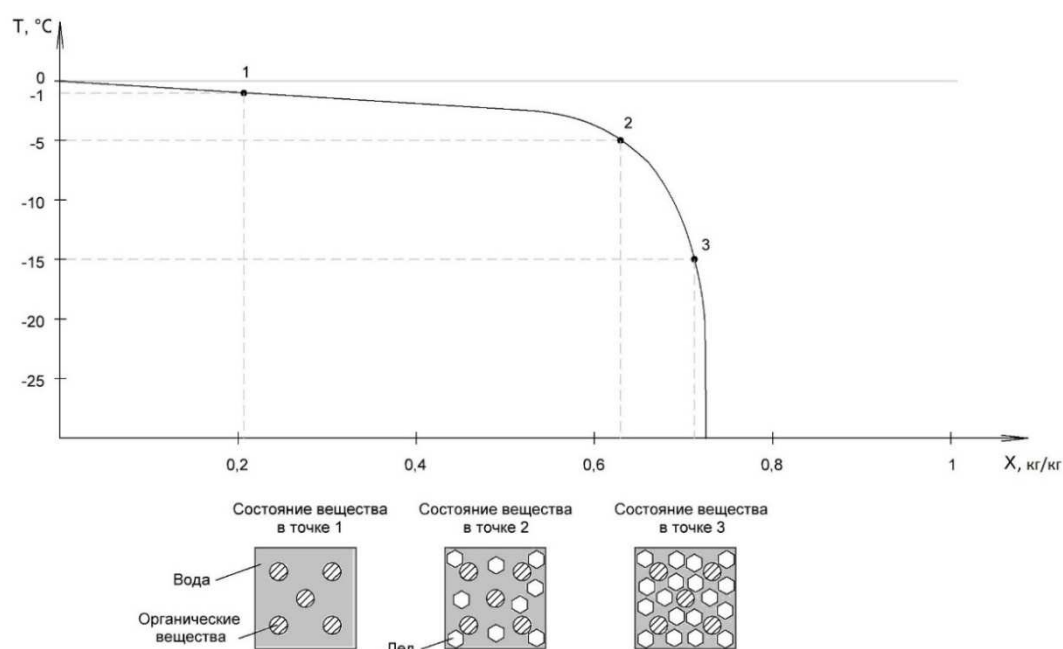 T, °C
0
-1
-5
-10
-15
-20
-25
1
2
3
0,2
0,4
0,6
0,8
1
X, кг/кг
Состояние вещества
в точке 1
Состояние вещества
в точке 2
Состояние вещества
в точке 3
Вода
Органические
вещества
Лед